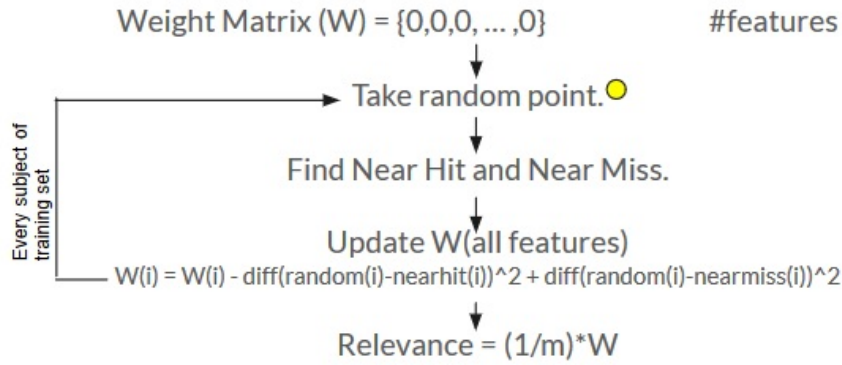 Weight Matrix (W) = {0,0,0, ... ,0} #features
Take random point.
Find Near Hit and Near Miss.
Every subject of
training set
Update W(all features)
W(i) = W(i) - diff(random(i)-nearhit(i))^2 + diff(random(i)-nearmiss(i))^2
Relevance = (1/m)*W